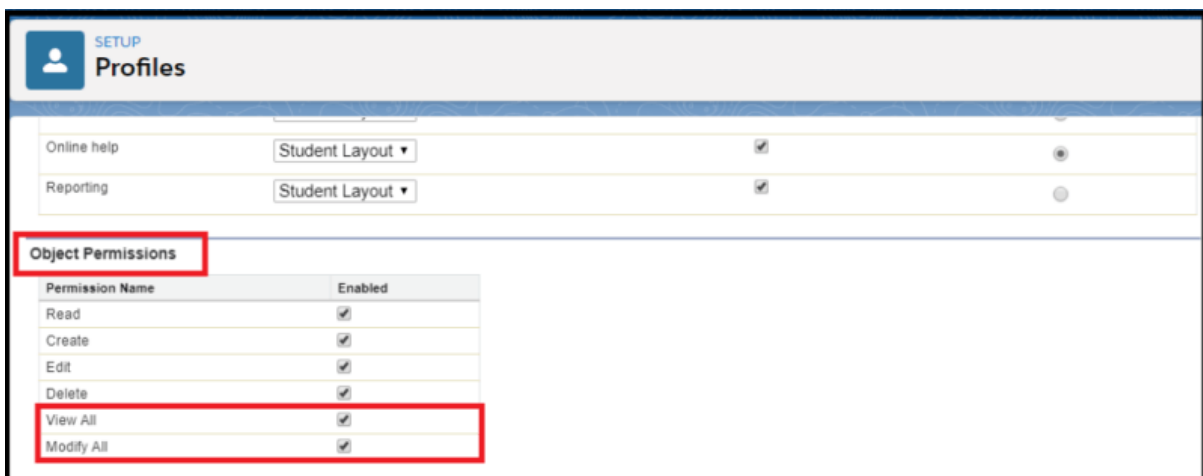 SETUP
Profiles
Online help Student Layout
Reporting Student Layout
Object Permissions
Permission Name Enabled
Read
Create
Edit
Delete
View All
Modify All